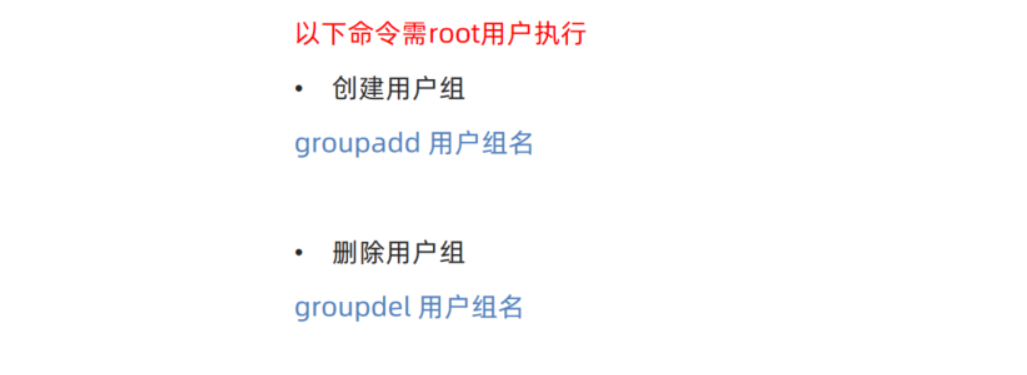 以下命令需root用户执行
• 创建用户组
groupadd 用户组名
• 删除用户组
groupdel 用户组名